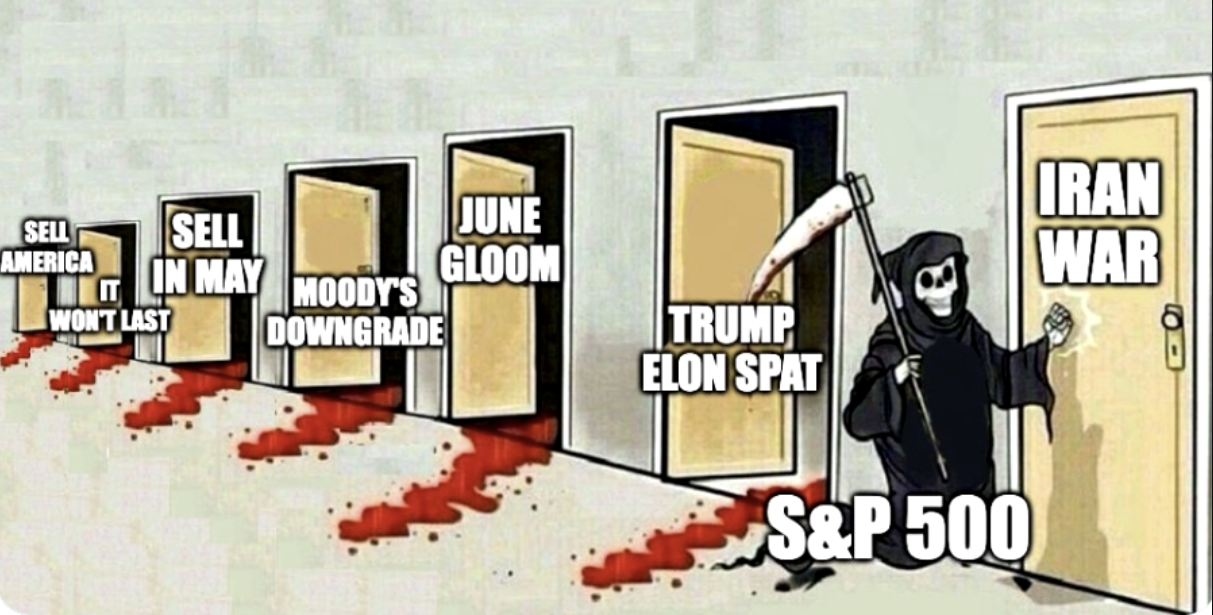 SELL
AMERICA
IT
WON'T LAST
SELL
IN MAY
MOODY'S
DOWNGRADE
JUNE
GLOOM
TRUMP
ELON SPAT
S&P 500
IRAN
WAR